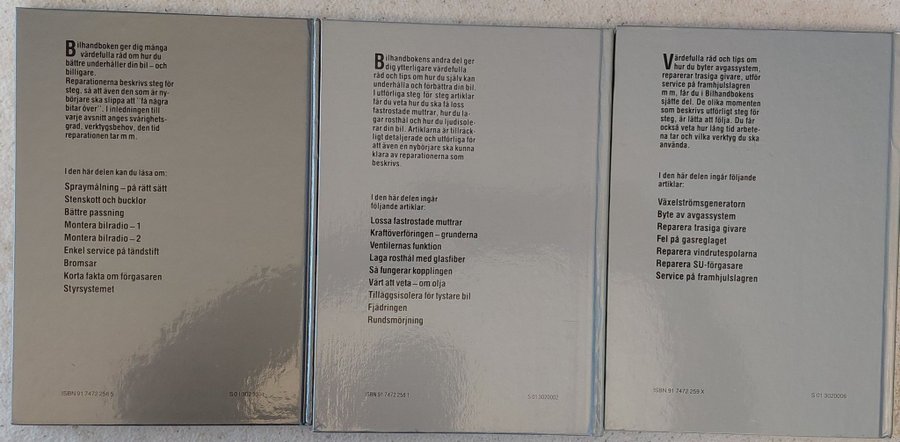 Bilhandboken ger dig många
värdefulla råd om hur du
bättre underhåller din bil – och
billigare.
Reparationerna beskrivs steg för
steg, så att även den som är ny-
börjare ska slippa att "få några
bitar över". I inledningen till
varje avsnitt anges svårighets-
grad, verktygsbehov, den tid
reparationen tar m m.
I den här delen kan du läsa om:
Spraymålning – på rätt sätt
Stenskott och bucklor
Bättre passning
Montera bilradio – 1
Montera bilradio – 2
Enkel service på tändstift
Bromsar
Korta fakta om förgasaren
Styrsystemet
ISBN 91 7472 254
Bilhandbokens andra del ger
dig ytterligare värdefulla
råd och tips om hur du själv kan
underhålla och förbättra din bil.
I utförliga steg för steg artiklar
får du veta hur du ska få loss
fastrostade muttrar, hur du la-
gar rosthål och hur du ljudisole-
rar din bil. Artiklarna är tillräck-
ligt detaljerade och utförliga för
att även en nybörjare ska kunna
klara av reparationerna som
beskrivs.
I den här delen ingår
följande artiklar:
Lossa fastrostade muttrar
Kraftöverföringen – grunderna
Ventilernas funktion
Laga rosthål med glasfiber
Så fungerar kopplingen
Värt att veta – om olja
Tilläggsisolera för tystare bil
Fjädringen
Rundsmörjning
ISBN 91 7472
S 01 3020002
Värdefulla råd och tips om
hur du byter avgassystem,
reparerar trasiga givare, utför
service på framhjulslagren
m m, får du i Bilhandbokens
sjätte del. De olika momenten
som beskrivs utförligt steg för
steg, är lätta att följa. Du får
också veta hur lång tid arbete-
na tar och vilka verktyg du ska
använda.
I den här delen ingår följande
artiklar:
Växelströmsgeneratorn
Byte av avgassystem
Reparera trasiga givare
Fel på gasreglaget
Reparera vindrutespolarna
Reparera SU-förgasare
Service på framhjulslagren
ISBN 91 7472 259 X
S 01 3020006